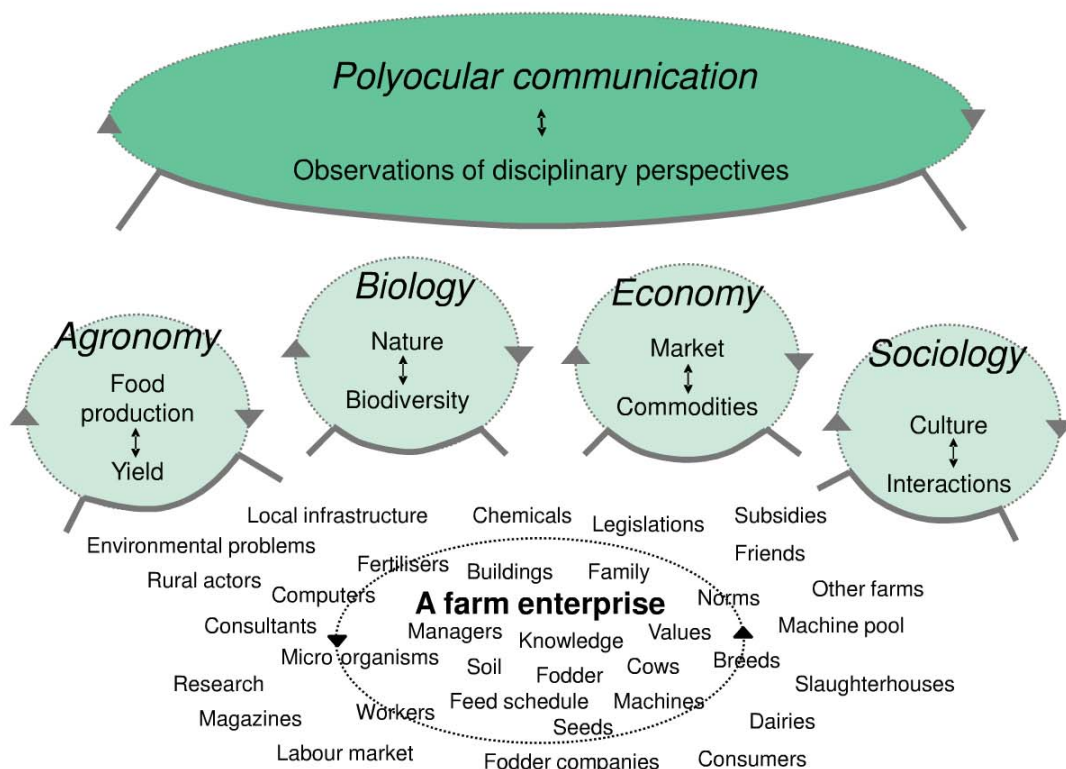 Polyocular communication
Observations of disciplinary perspectives
Agronomy
Food
production
Yield
Biology
Nature
Biodiversity
Economy
Market
Commodities
Sociology
Culture
Interactions
Local infrastructure
Chemicals
Legislations
Subsidies
Environmental problems
Friends
Fertilisers
Buildings
Family
Rural actors
Computers
A farm enterprise
Norms
Other farms
Consultants
Managers
Knowledge
Values
Machine pool
Micro organisms
Soil
Fodder
Cows
Breeds
Research
Slaughterhouses
Feed schedule
Machines
Magazines
Workers
Seeds
Dairies
Labour market
Fodder companies
Consumers